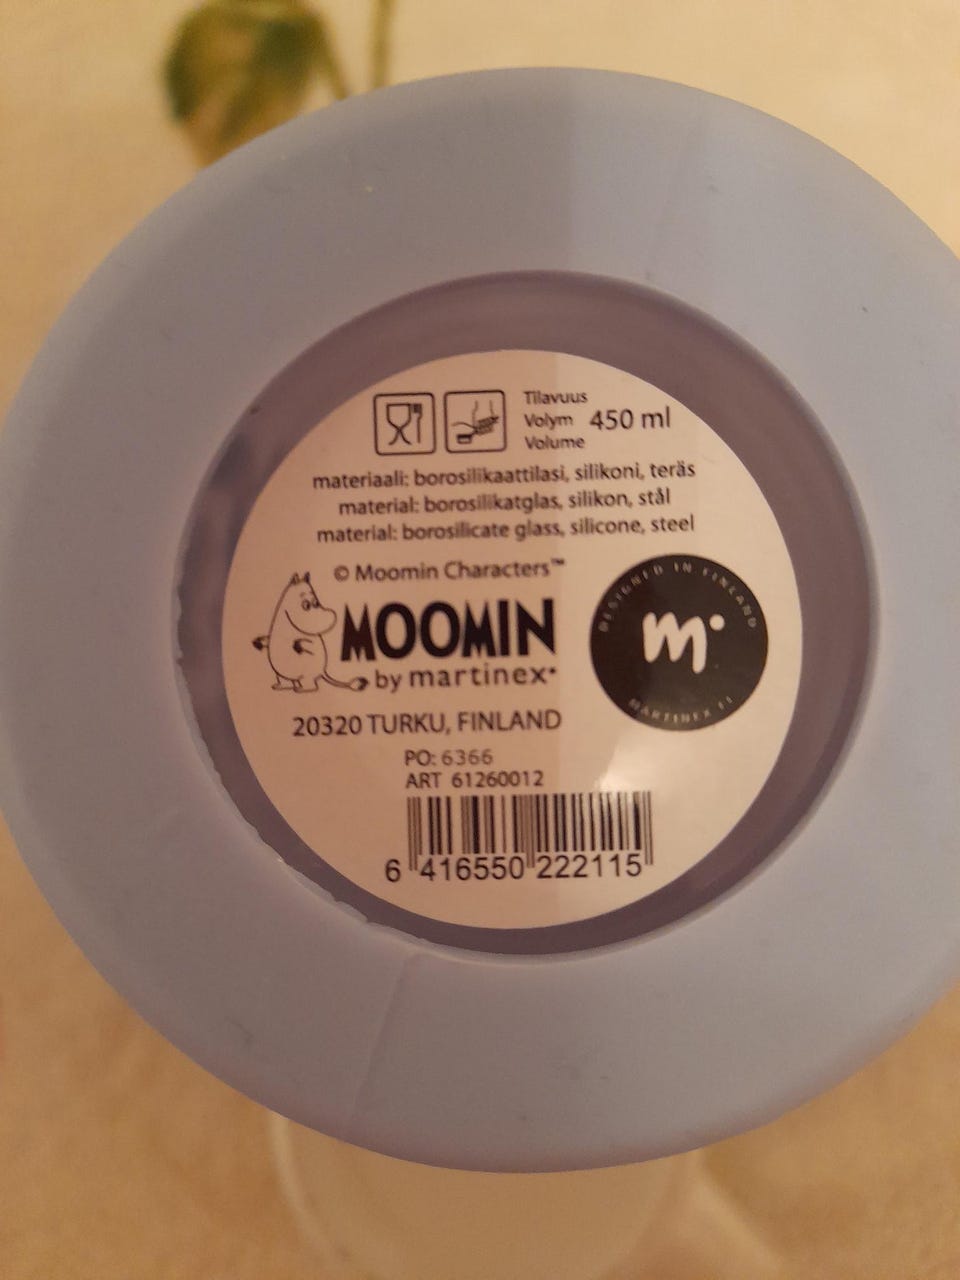 Tilavuus
Volym 450 ml
Volume
materiaali: borosilikaattilasi, silikoni, teräs
material: borosilikatglas, silikon, stål
material: borosilicate glass, silicone, steel
© Moomin Characters™
MOOMIN
by martinex•
DESIGNED IN FINLAND
m•
MARTINEX.FI
20320 TURKU, FINLAND
PO: 6366
ART 61260012
6 416550 222115